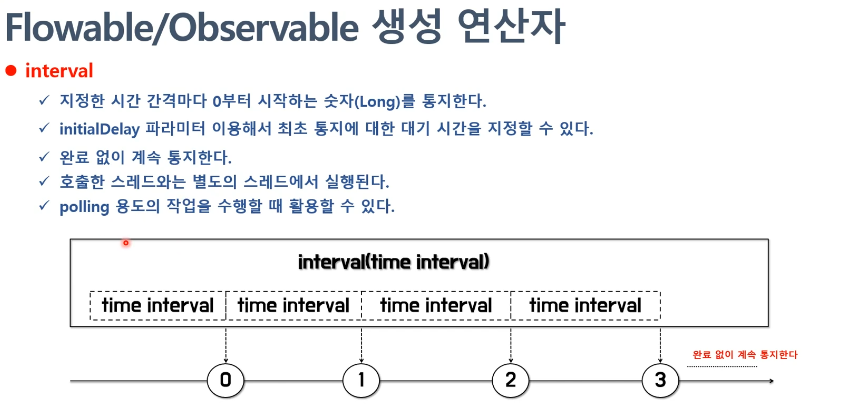 Flowable/Observable 생성 연산자
interval
지정한 시간 간격마다 0부터 시작하는 숫자(Long)를 통지한다.
initialDelay 파라미터 이용해서 최초 통지에 대한 대기 시간을 지정할 수 있다.
완료 없이 계속 통지한다.
호출한 스레드와는 별도의 스레드에서 실행된다.
polling 용도의 작업을 수행할 때 활용할 수 있다.
interval(time interval)
time interval time interval time interval time interval
완료 없이 계속 통지한다
0 1 2 3